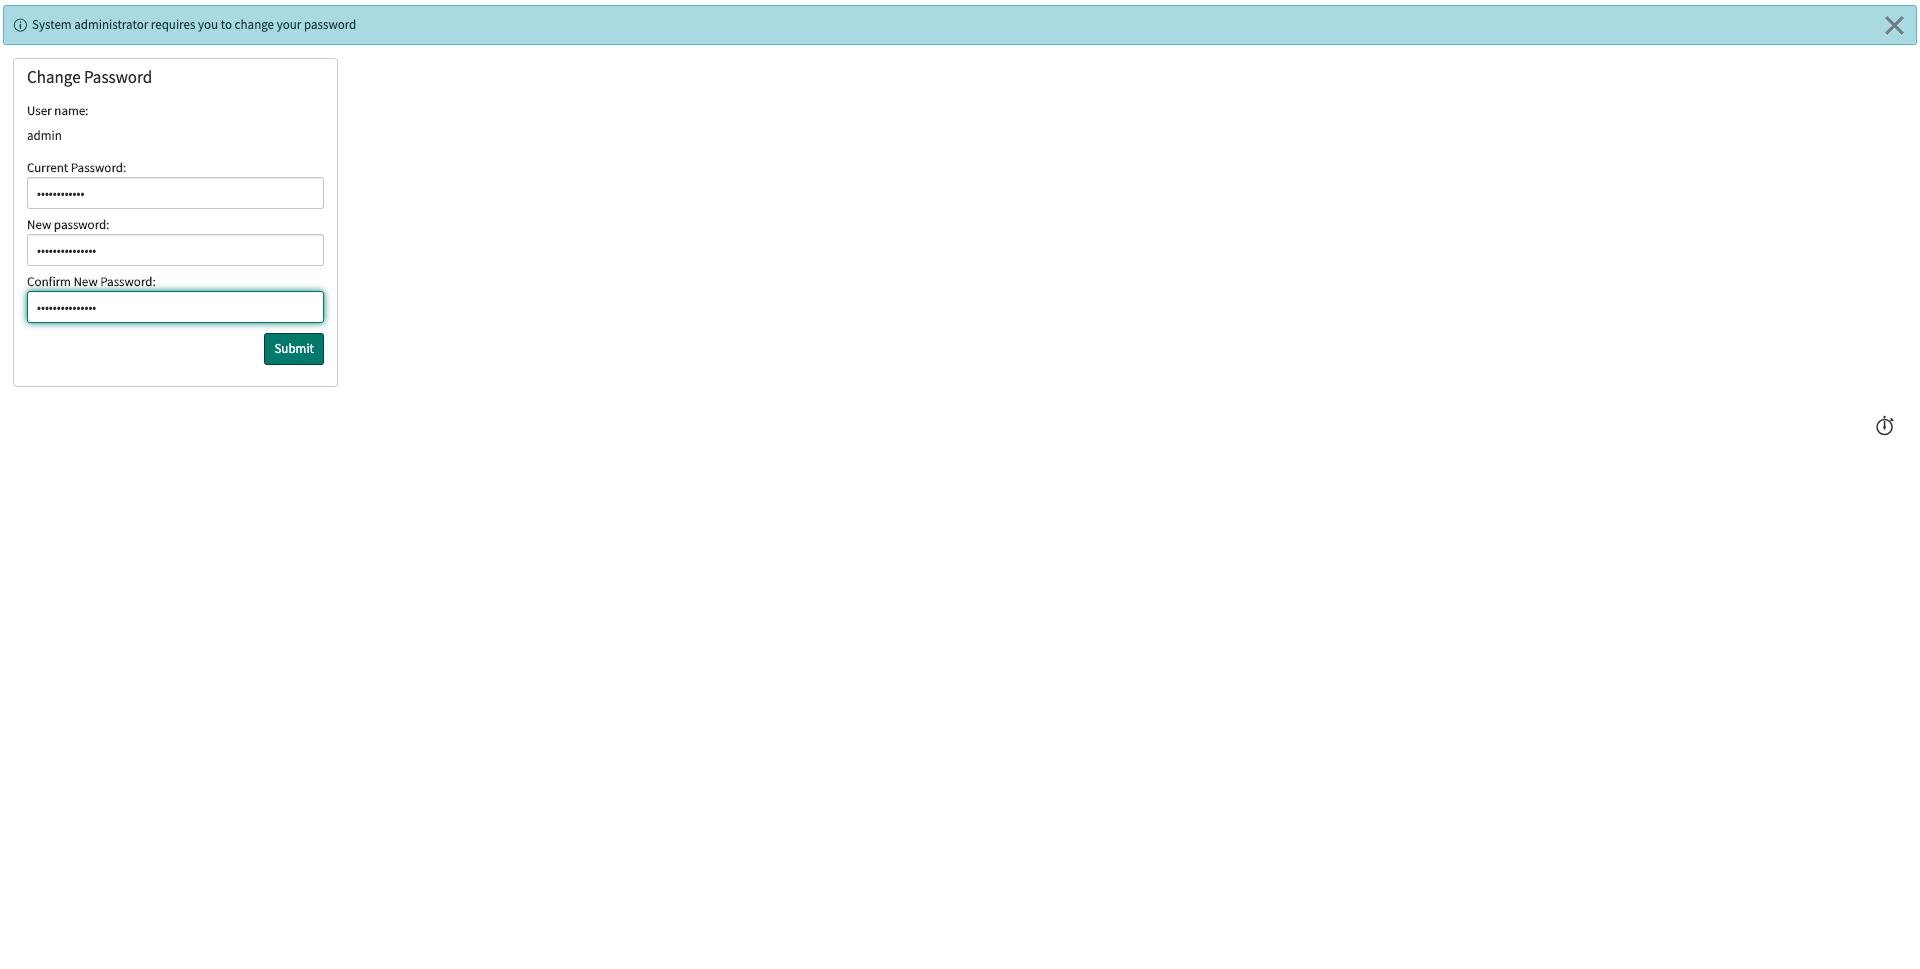 System administrator requires you to change your password
Change Password
User name:
admin
Current Password:
••••••••••••
New password:
•••••••••••••••
Confirm New Password:
•••••••••••••••
Submit